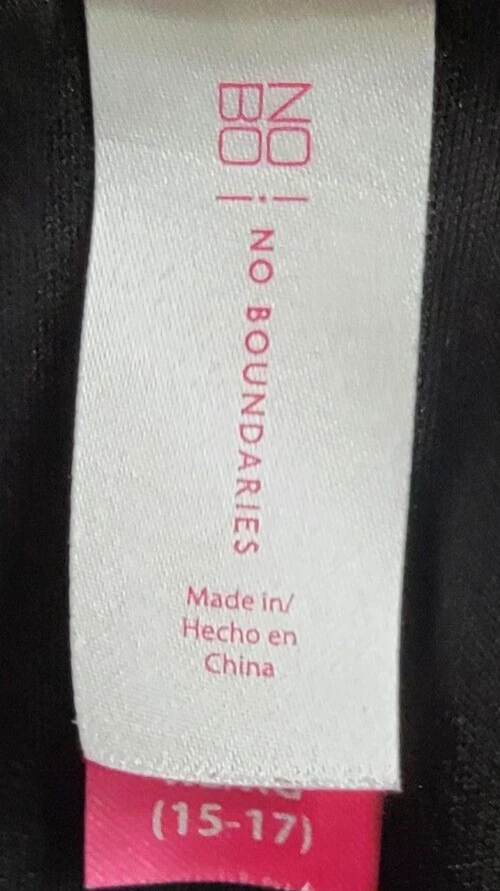 NO
BO
NO BOUNDARIES
Made in/
Hecho en
China
(15-17)